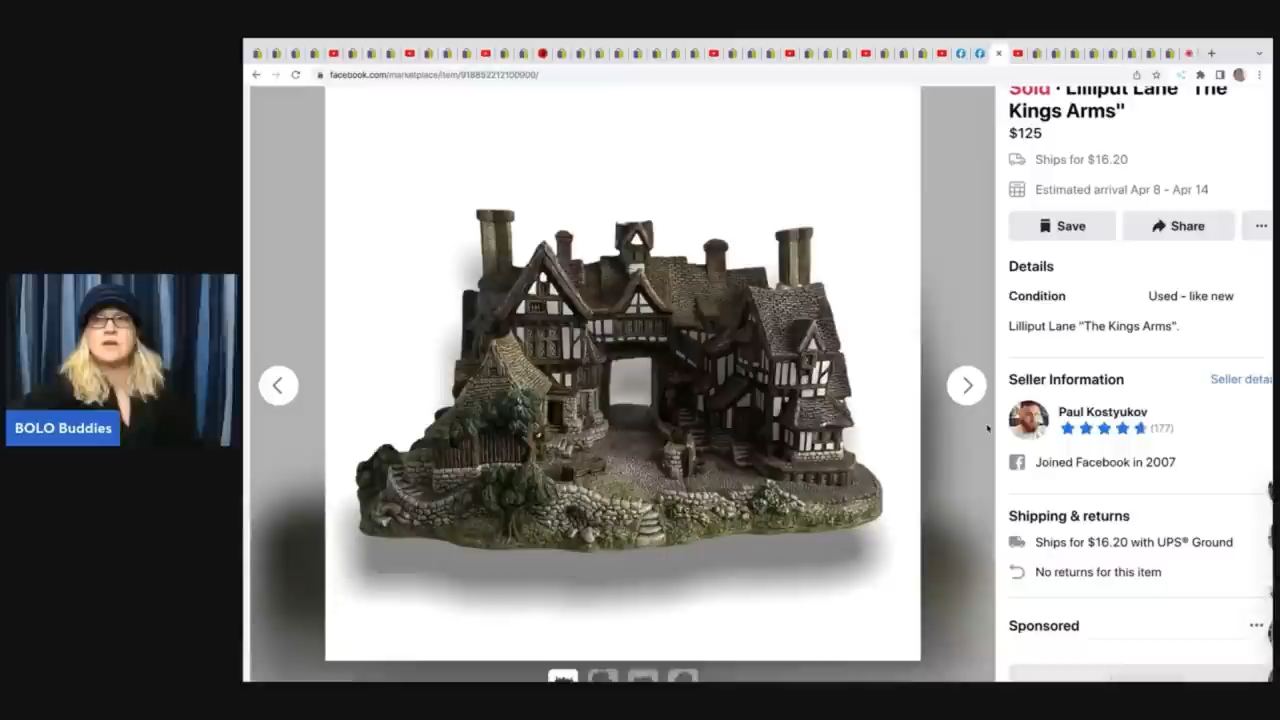 facebook.com/marketplace/item/918852212100900/
Sold · Lilliput Lane "The
Kings Arms"
$125
Ships for $16.20
Estimated arrival Apr 8 - Apr 14
Save
Share
Details
Condition
Used - like new
Lilliput Lane "The Kings Arms".
Seller Information
Seller detai
Paul Kostyukov
(177)
Joined Facebook in 2007
Shipping & returns
Ships for $16.20 with UPS® Ground
No returns for this item
Sponsored
BOLO Buddies